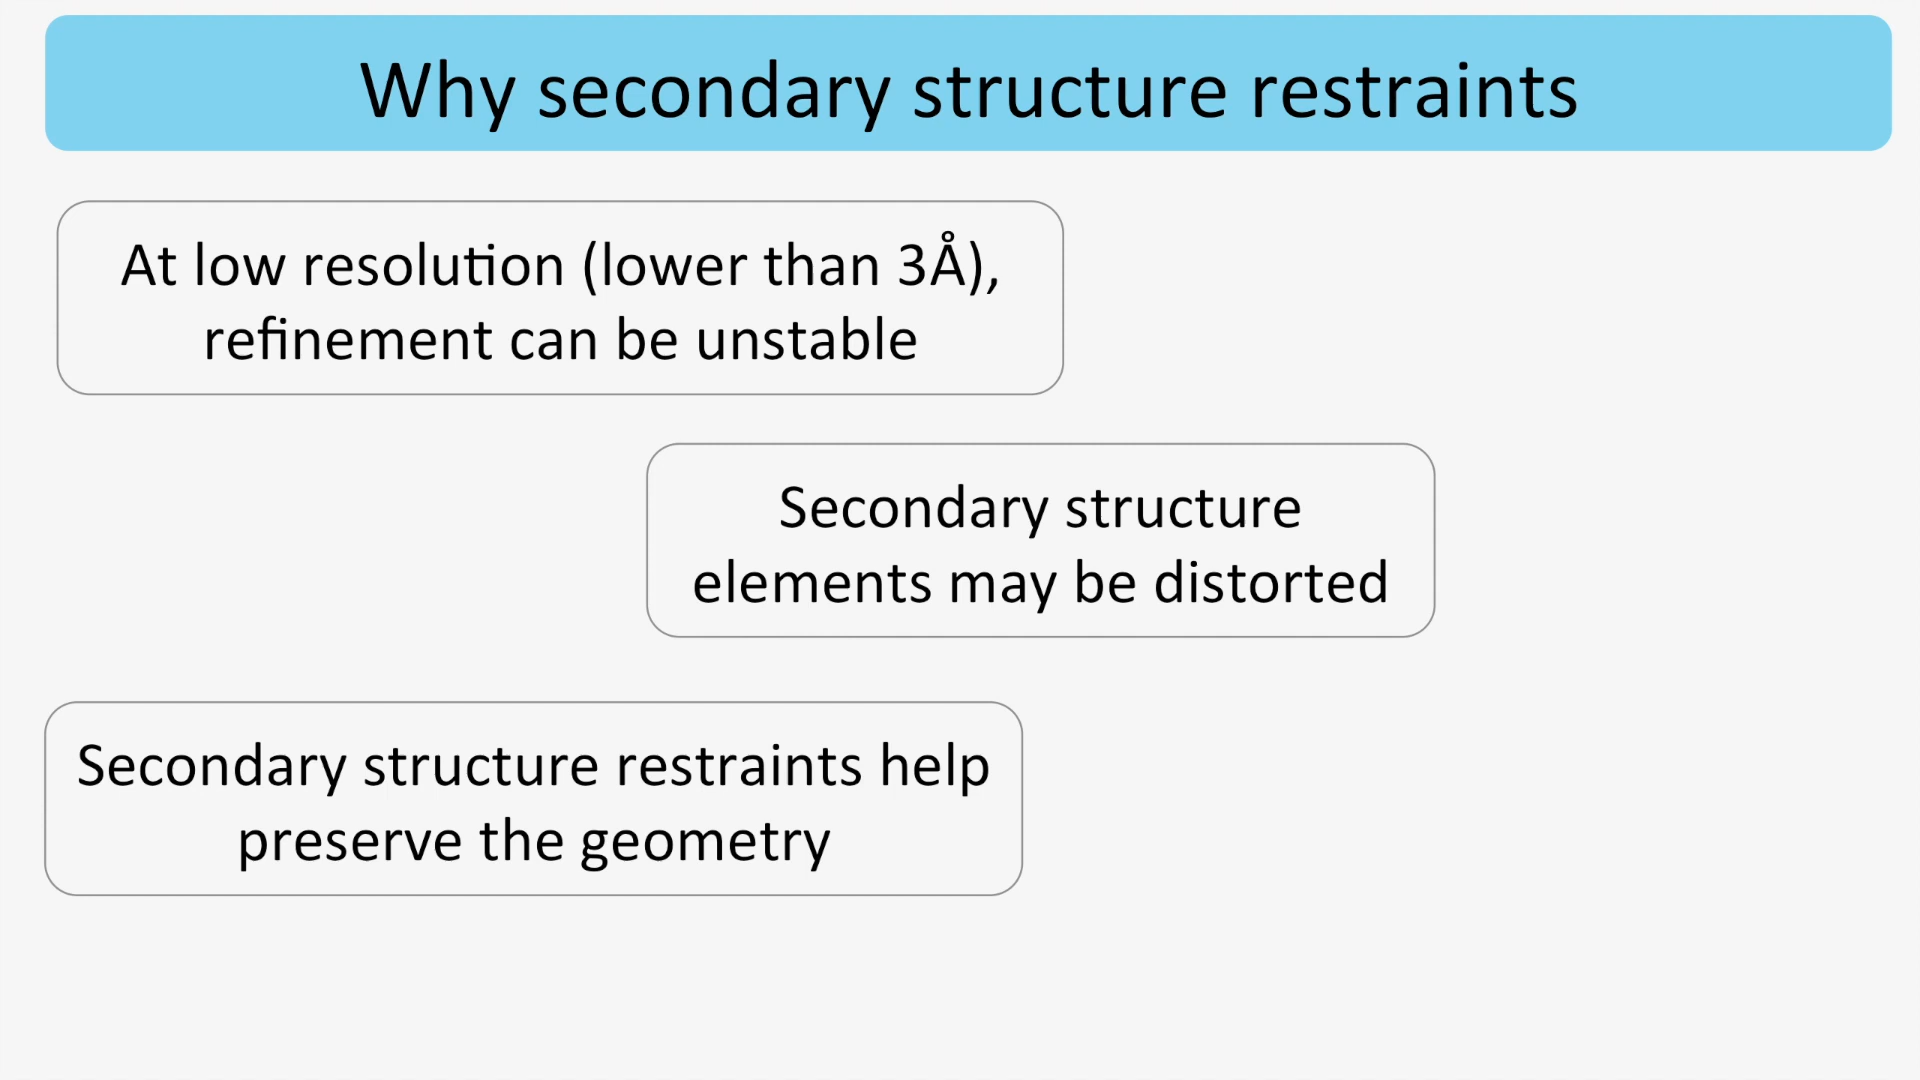 Why secondary structure restraints
At low resolution (lower than 3Å),
refinement can be unstable
Secondary structure
elements may be distorted
Secondary structure restraints help
preserve the geometry